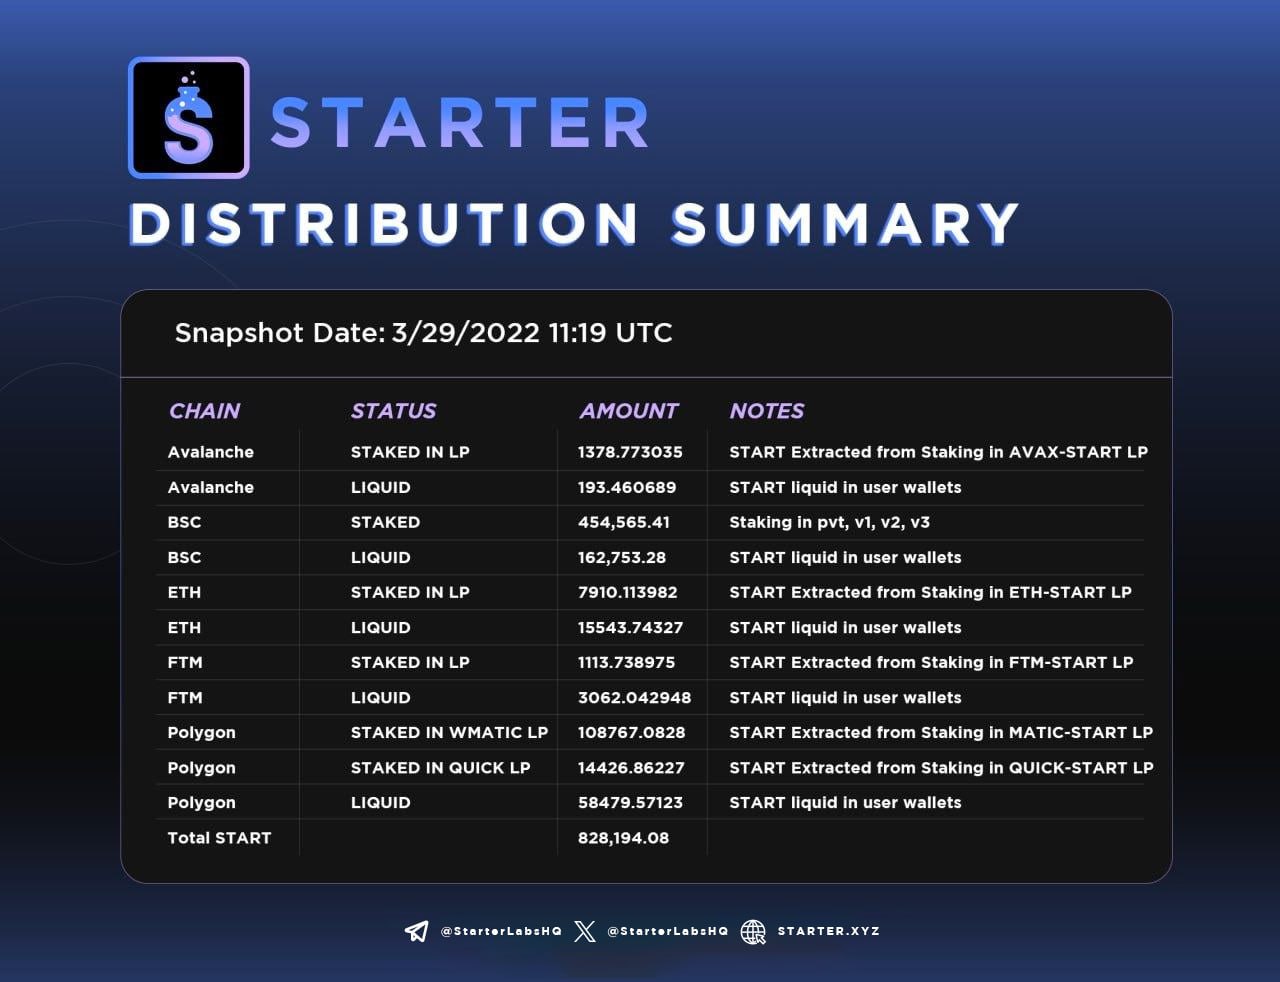 STARTER
DISTRIBUTION SUMMARY
Snapshot Date: 3/29/2022 11:19 UTC
CHAIN STATUS AMOUNT NOTES
Avalanche STAKED IN LP 1378.773035 START Extracted from Staking in AVAX-START LP
Avalanche LIQUID 193.460689 START liquid in user wallets
BSC STAKED 454,565.41 Staking in pvt, v1, v2, v3
BSC LIQUID 162,753.28 START liquid in user wallets
ETH STAKED IN LP 7910.113982 START Extracted from Staking in ETH-START LP
ETH LIQUID 15543.74327 START liquid in user wallets
FTM STAKED IN LP 1113.738975 START Extracted from Staking in FTM-START LP
FTM LIQUID 3062.042948 START liquid in user wallets
Polygon STAKED IN WMATIC LP 108767.0828 START Extracted from Staking in MATIC-START LP
Polygon STAKED IN QUICK LP 14426.86227 START Extracted from Staking in QUICK-START LP
Polygon LIQUID 58479.57123 START liquid in user wallets
Total START 828,194.08
@StarterLabsHQ @StarterLabsHQ STARTER.XYZ